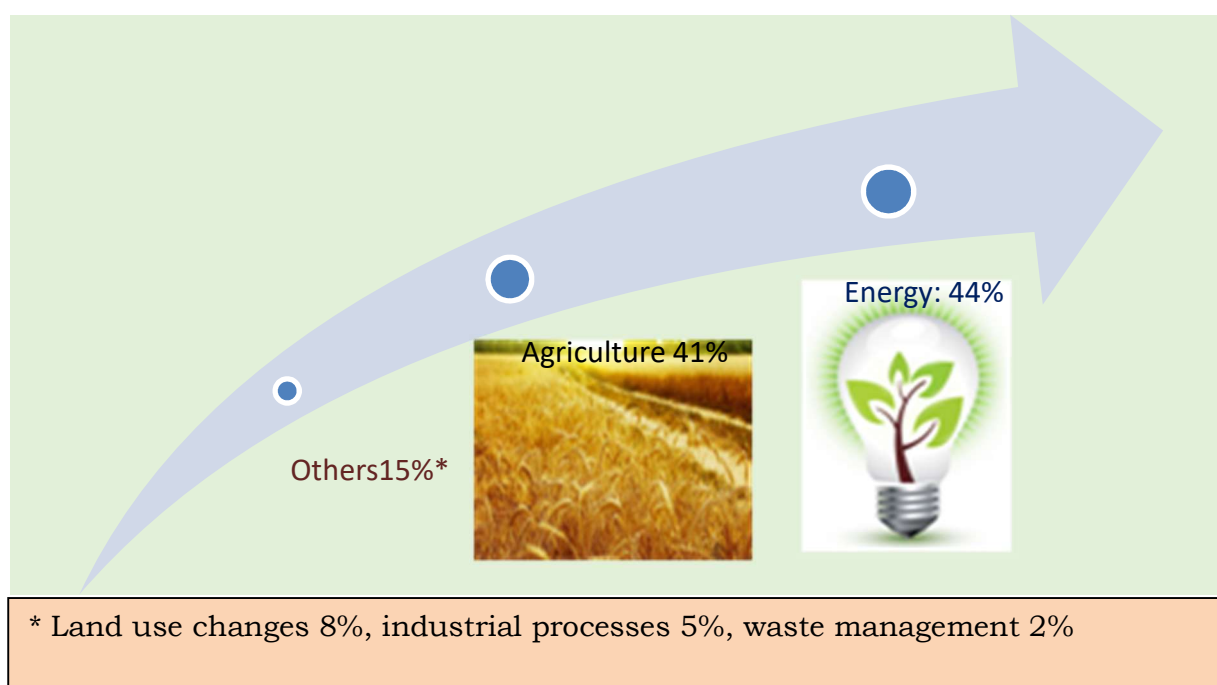 Energy: 44%
Agriculture 41%
Others15%*
* Land use changes 8%, industrial processes 5%, waste management 2%